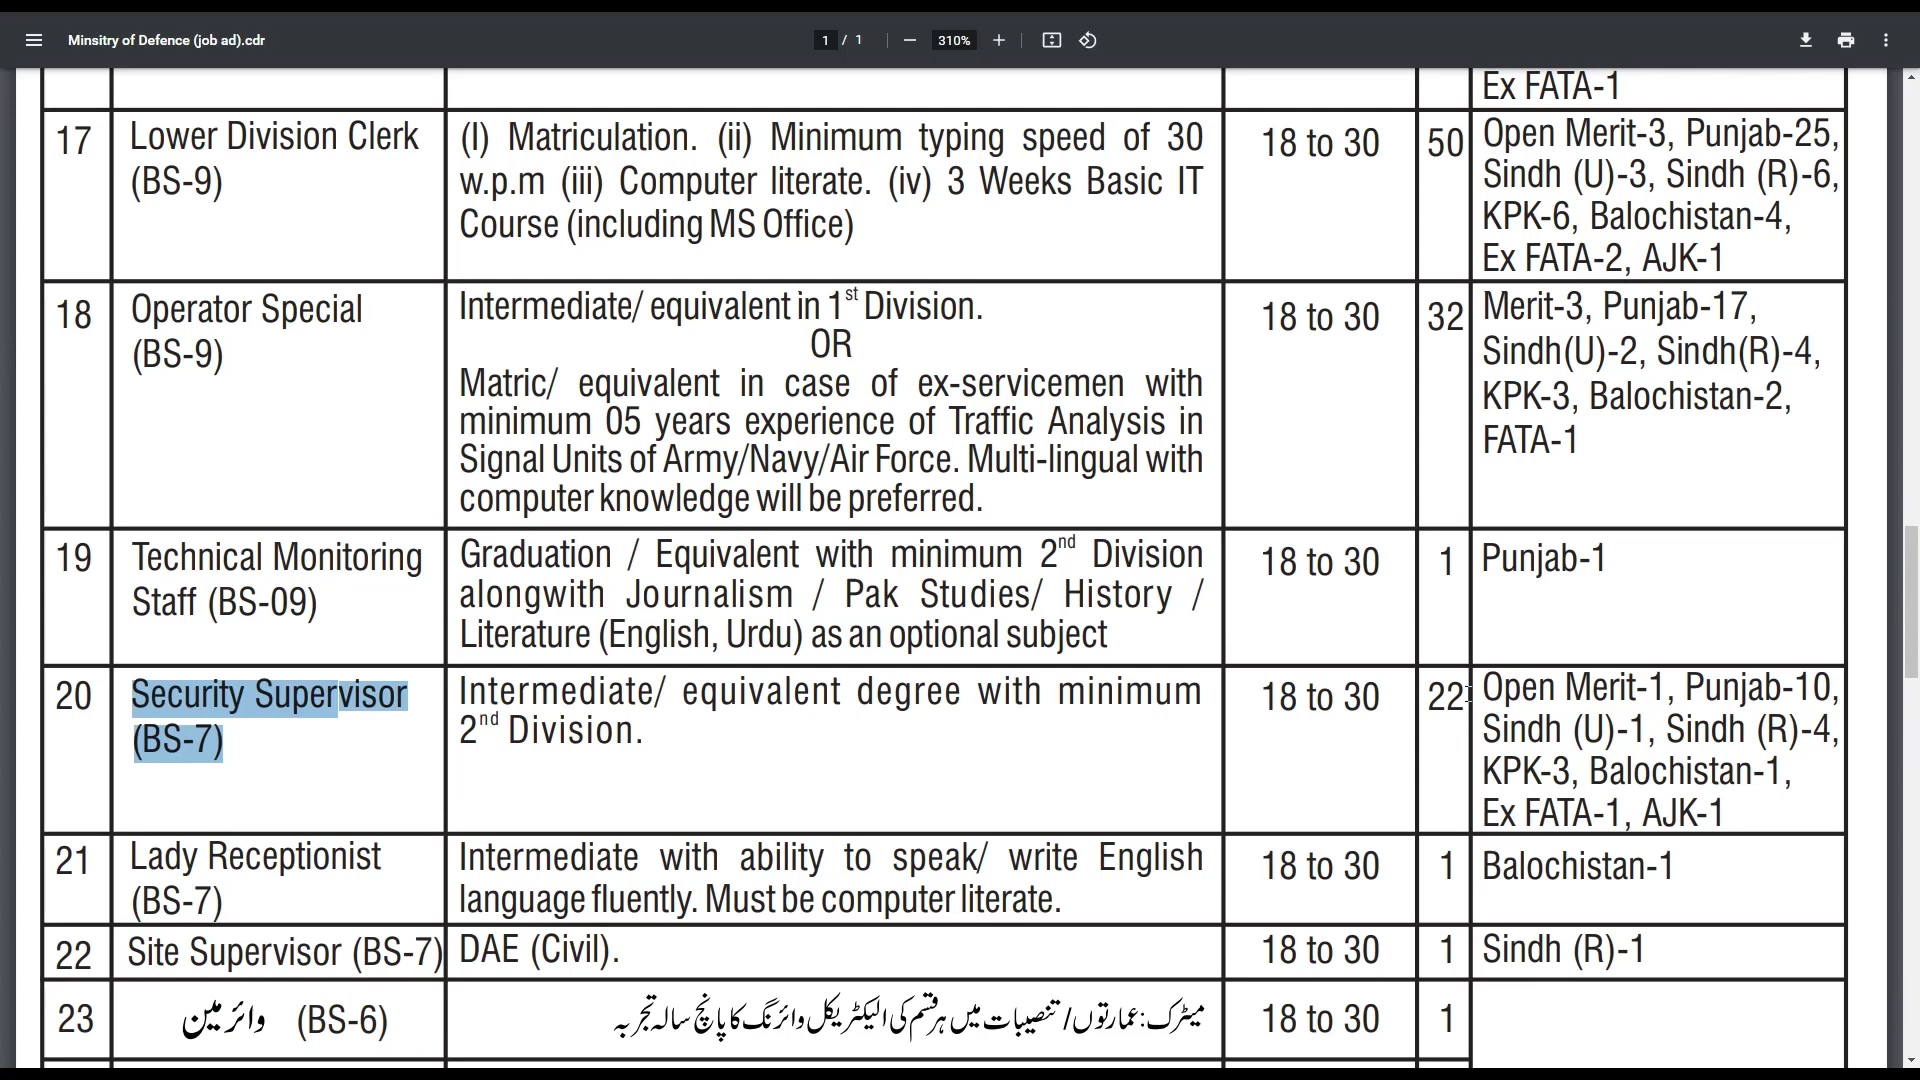 Minsitry of Defence (job ad).cdr
1 / 1
310%
Ex FATA-1
17
Lower Division Clerk
(BS-9)
(I) Matriculation. (ii) Minimum typing speed of 30
w.p.m (iii) Computer literate. (iv) 3 Weeks Basic IT
Course (including MS Office)
18 to 30
50
Open Merit-3, Punjab-25,
Sindh (U)-3, Sindh (R)-6,
KPK-6, Balochistan-4,
Ex FATA-2, AJK-1
18
Operator Special
(BS-9)
Intermediate/ equivalent in 1st Division.
OR
Matric/ equivalent in case of ex-servicemen with
minimum 05 years experience of Traffic Analysis in
Signal Units of Army/Navy/Air Force. Multi-lingual with
computer knowledge will be preferred.
18 to 30
32
Merit-3, Punjab-17,
Sindh(U)-2, Sindh(R)-4,
KPK-3, Balochistan-2,
FATA-1
19
Technical Monitoring
Staff (BS-09)
Graduation / Equivalent with minimum 2nd Division
alongwith Journalism / Pak Studies/ History /
Literature (English, Urdu) as an optional subject
18 to 30
1
Punjab-1
20
Security Supervisor
(BS-7)
Intermediate/ equivalent degree with minimum
2nd Division.
18 to 30
22
Open Merit-1, Punjab-10,
Sindh (U)-1, Sindh (R)-4,
KPK-3, Balochistan-1,
Ex FATA-1, AJK-1
21
Lady Receptionist
(BS-7)
Intermediate with ability to speak/ write English
language fluently. Must be computer literate.
18 to 30
1
Balochistan-1
22
Site Supervisor (BS-7)
DAE (Civil).
18 to 30
1
Sindh (R)-1
23
وائرمین (BS-6)
میٹرک: عمارتوں/ تنصیبات میں ہر قسم کی الیکٹریکل وائرنگ کا پانچ سالہ تجربہ
18 to 30
1